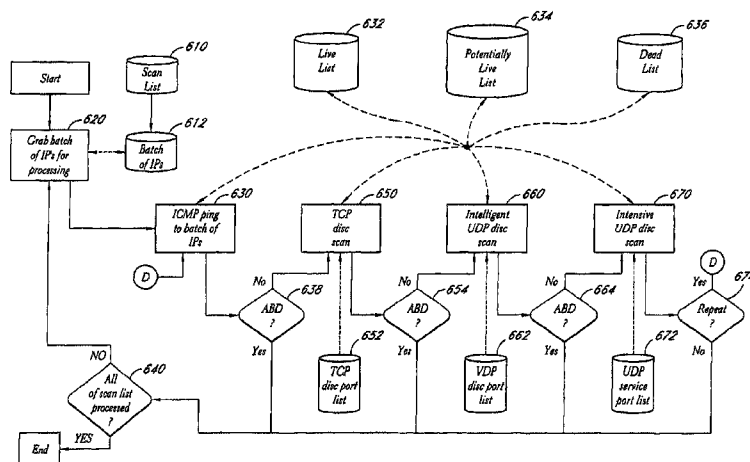 632
634
636
610
Live
List
Potentially
Live
List
Dead
List
Start
Scan
List
620
612
Grab batch
of IPs for
processing
Batch
of IPs
630
650
660
670
ICMP ping
to batch of
IPs
TCP
disc
scan
Intelligent
UDP disc
scan
Intensive
UDP disc
scan
D
D
No
638
No
654
No
664
Yes
ABD
?
ABD
?
ABD
?
Repeat
?
Yes
652
Yes
662
Yes
672
No
NO
640
All
of scan list
processed
?
TCP
disc port
list
VDP
disc port
list
UDP
service
port list
YES
End